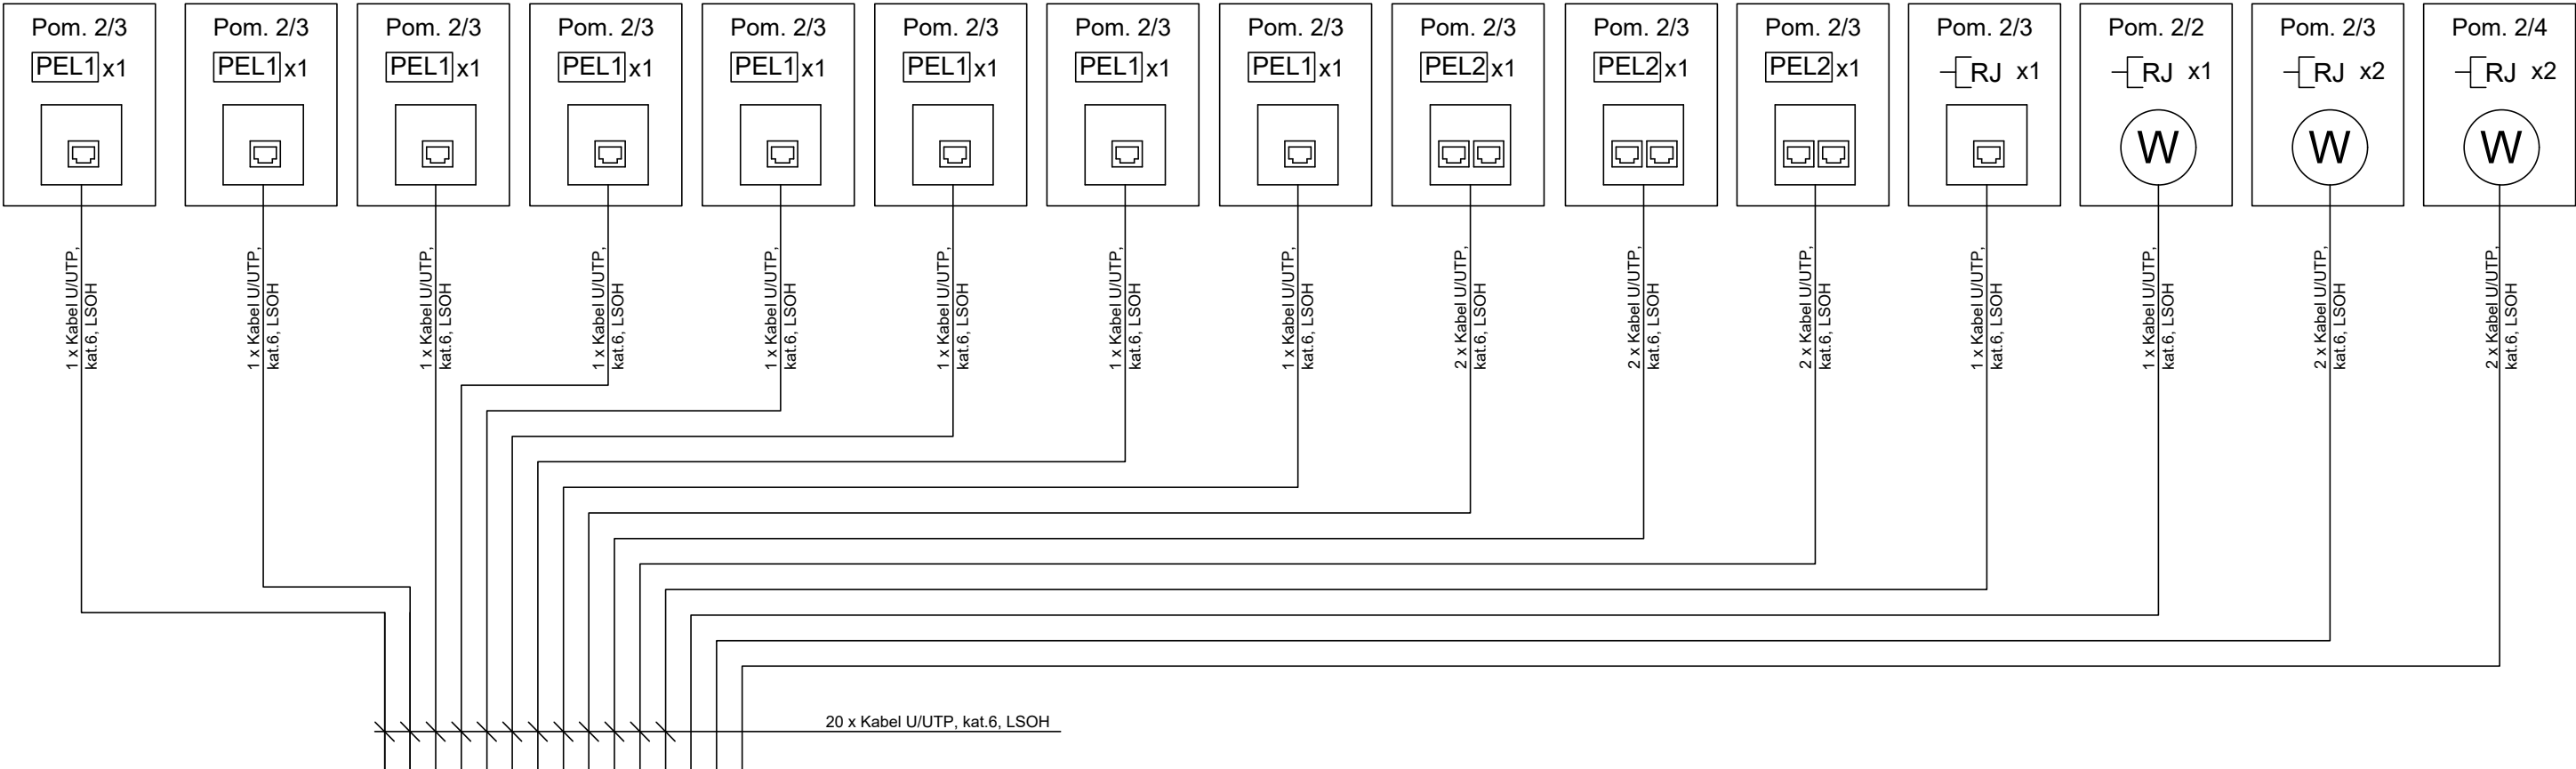 Pom. 2/3
PEL1 x1
Pom. 2/3
PEL1 x1
Pom. 2/3
PEL1 x1
Pom. 2/3
PEL1 x1
Pom. 2/3
PEL1 x1
Pom. 2/3
PEL1 x1
Pom. 2/3
PEL1 x1
Pom. 2/3
PEL1 x1
Pom. 2/3
PEL2 x1
Pom. 2/3
PEL2 x1
Pom. 2/3
PEL2 x1
Pom. 2/3
RJ x1
Pom. 2/2
RJ x1
W
Pom. 2/3
RJ x2
W
Pom. 2/4
RJ x2
W
1 x Kabel U/UTP,
kat.6, LSOH
1 x Kabel U/UTP,
kat.6, LSOH
1 x Kabel U/UTP,
kat.6, LSOH
1 x Kabel U/UTP,
kat.6, LSOH
1 x Kabel U/UTP,
kat.6, LSOH
1 x Kabel U/UTP,
kat.6, LSOH
1 x Kabel U/UTP,
kat.6, LSOH
1 x Kabel U/UTP,
kat.6, LSOH
2 x Kabel U/UTP,
kat.6, LSOH
2 x Kabel U/UTP,
kat.6, LSOH
2 x Kabel U/UTP,
kat.6, LSOH
1 x Kabel U/UTP,
kat.6, LSOH
1 x Kabel U/UTP,
kat.6, LSOH
2 x Kabel U/UTP,
kat.6, LSOH
2 x Kabel U/UTP,
kat.6, LSOH
20 x Kabel U/UTP, kat.6, LSOH